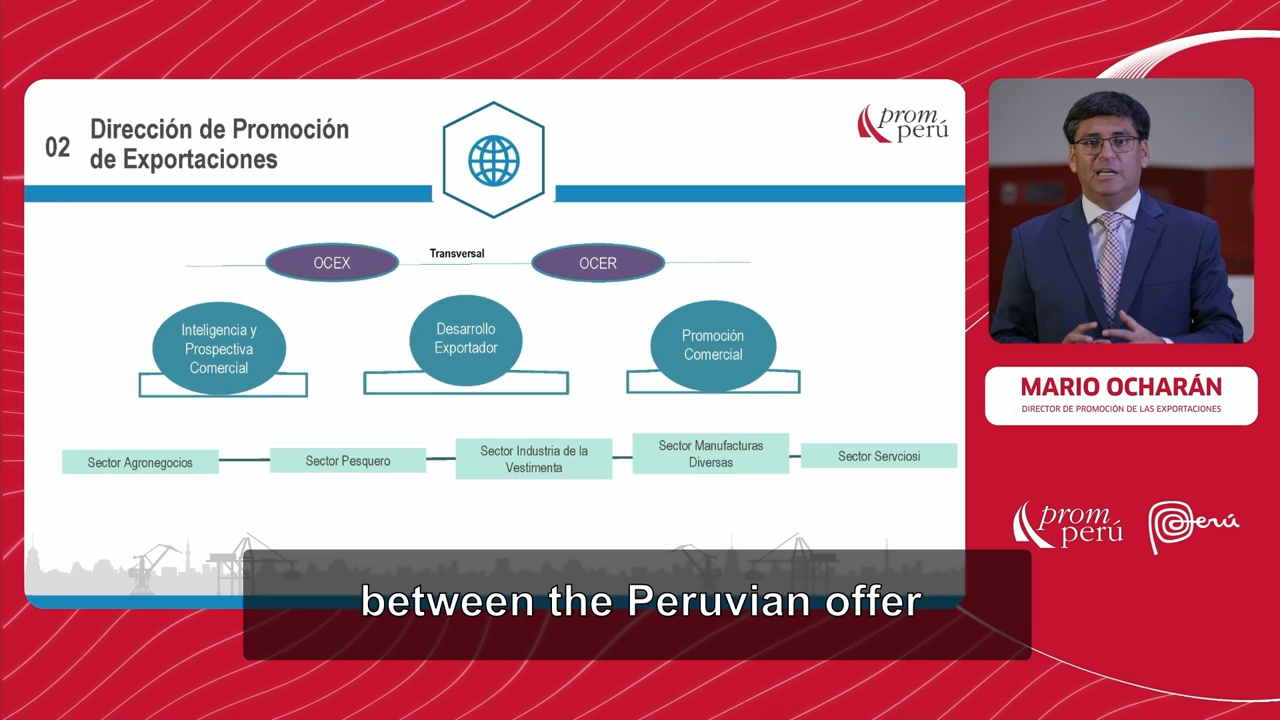 02
Dirección de Promoción
de Exportaciones
prom
perú
OCEX
Transversal
OCER
Inteligencia y
Prospectiva
Comercial
Desarrollo
Exportador
Promoción
Comercial
Sector Agronegocios
Sector Pesquero
Sector Industria de la
Vestimenta
Sector Manufacturas
Diversas
Sector Servciosi
MARIO OCHARÁN
DIRECTOR DE PROMOCIÓN DE LAS EXPORTACIONES
prom
perú
Perú
between the Peruvian offer